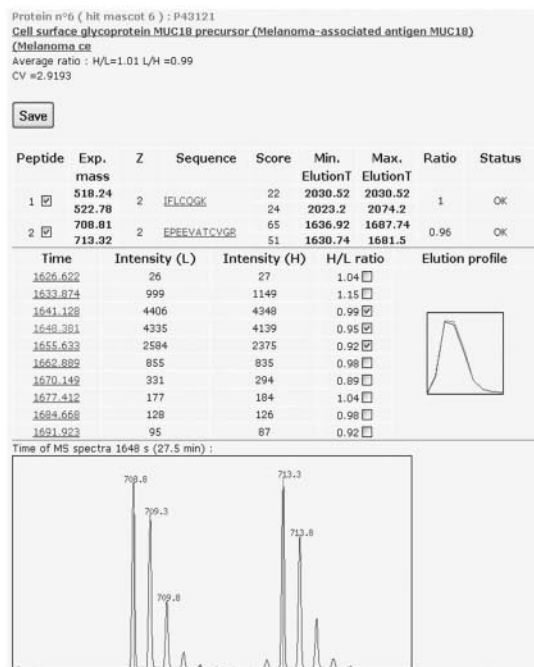 Protein n°6 ( hit mascot 6 ) : P43121
Cell surface glycoprotein MUC18 precursor (Melanoma-associated antigen MUC18)
(Melanoma ce
Average ratio : H/L=1.01 L/H =0.99
CV =2.9193
Save
Peptide Exp. mass Z Sequence Score Min. ElutionT Max. ElutionT Ratio Status
1 518.24 522.78 2 IFLCQGK 22 24 2030.52 2023.2 2030.52 2074.2 1 OK
2 708.81 713.32 2 EPEEVATCVGR 65 51 1636.92 1630.74 1687.74 1681.5 0.96 OK
Time Intensity (L) Intensity (H) H/L ratio Elution profile
1626.622 26 27 1.04
1633.874 999 1149 1.15
1641.128 4406 4348 0.99
1648.381 4335 4139 0.95
1655.633 2584 2375 0.92
1662.889 855 835 0.98
1670.149 331 294 0.89
1677.412 177 184 1.04
1684.668 128 126 0.98
1691.923 95 87 0.92
Time of MS spectra 1648 s (27.5 min) :
708.8 713.3
709.3
713.8
709.8